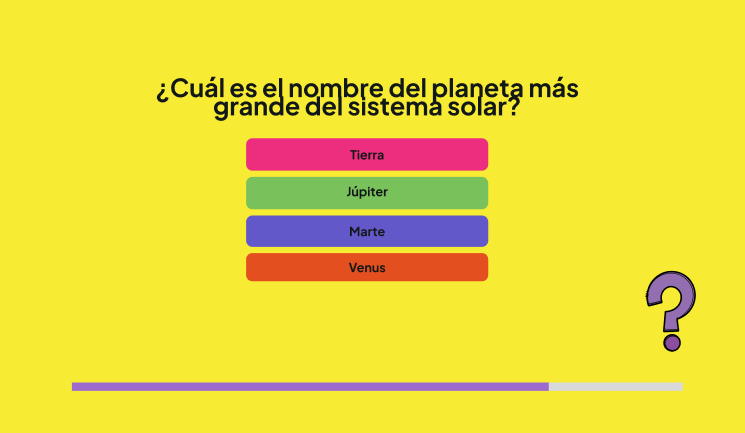 ¿Cuál es el nombre del planeta más
grande del sistema solar?
Tierra
Júpiter
Marte
Venus